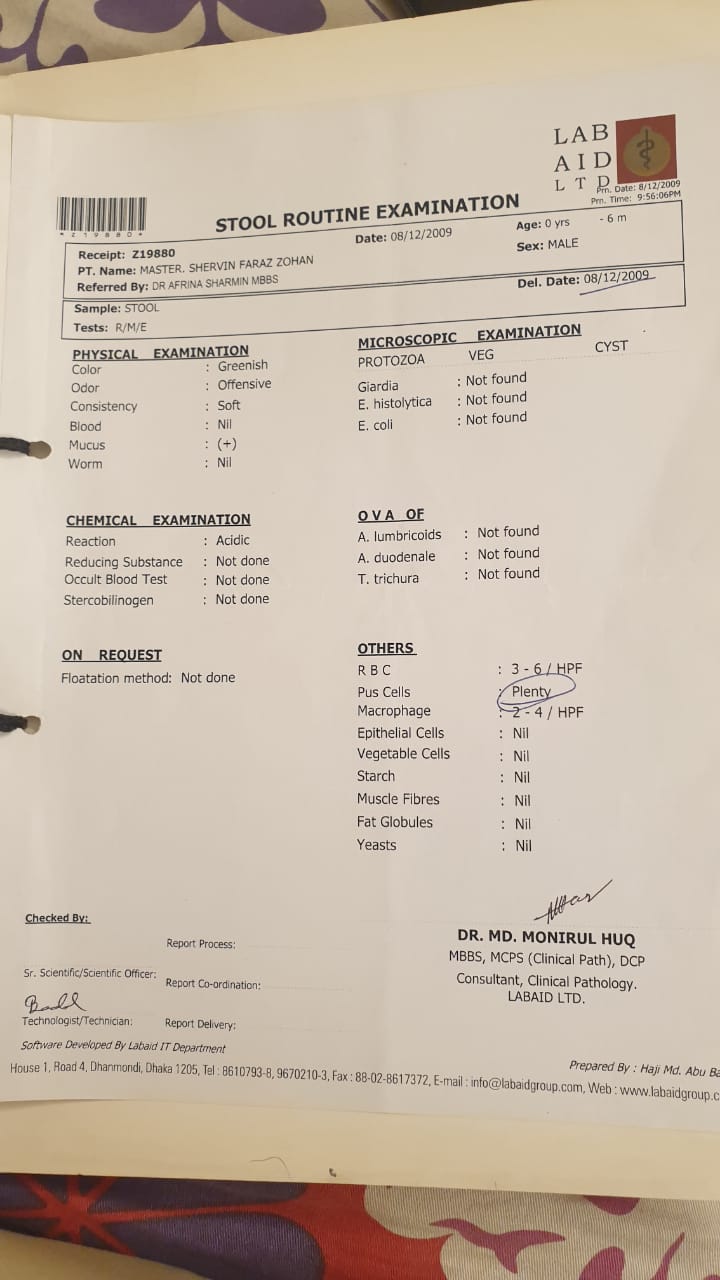 LAB
AID
LTD
Prn. Date: 8/12/2009
Prn. Time: 9:56:06PM
*Z19880*
STOOL ROUTINE EXAMINATION
Receipt: Z19880
Date: 08/12/2009
Age: 0 yrs - 6 m
PT. Name: MASTER. SHERVIN FARAZ ZOHAN
Sex: MALE
Referred By: DR AFRINA SHARMIN MBBS
Del. Date: 08/12/2009
Sample: STOOL
Tests: R/M/E
PHYSICAL EXAMINATION
Color : Greenish
Odor : Offensive
Consistency : Soft
Blood : Nil
Mucus : (+)
Worm : Nil
MICROSCOPIC EXAMINATION
PROTOZOA VEG CYST
Giardia : Not found
E. histolytica : Not found
E. coli : Not found
CHEMICAL EXAMINATION
Reaction : Acidic
Reducing Substance : Not done
Occult Blood Test : Not done
Stercobilinogen : Not done
OVA OF
A. lumbricoids : Not found
A. duodenale : Not found
T. trichura : Not found
ON REQUEST
Floatation method: Not done
OTHERS
RBC : 3 - 6 / HPF
Pus Cells : Plenty
Macrophage : 2 - 4 / HPF
Epithelial Cells : Nil
Vegetable Cells : Nil
Starch : Nil
Muscle Fibres : Nil
Fat Globules : Nil
Yeasts : Nil
Checked By:
Report Process:
Sr. Scientific/Scientific Officer:
Report Co-ordination:
Technologist/Technician:
Report Delivery:
DR. MD. MONIRUL HUQ
MBBS, MCPS (Clinical Path), DCP
Consultant, Clinical Pathology.
LABAID LTD.
Software Developed By Labaid IT Department
Prepared By : Haji Md. Abu Ba
House 1, Road 4, Dhanmondi, Dhaka 1205, Tel : 8610793-8, 9670210-3, Fax : 88-02-8617372, E-mail : info@labaidgroup.com, Web : www.labaidgroup.c